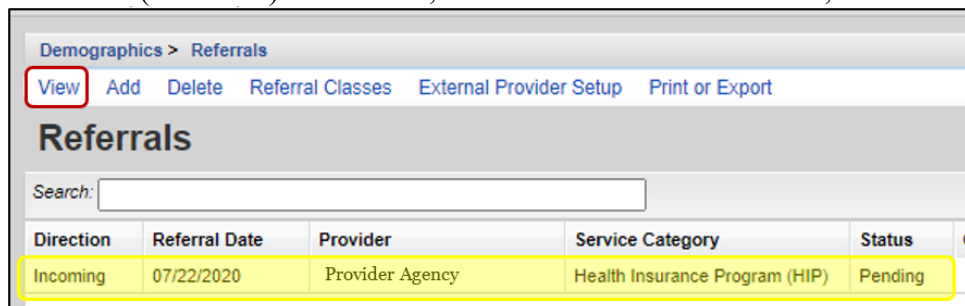 Demographics > Referrals
View Add Delete Referral Classes External Provider Setup Print or Export
Referrals
Search:
Direction Referral Date Provider Service Category Status
Incoming 07/22/2020 Provider Agency Health Insurance Program (HIP) Pending